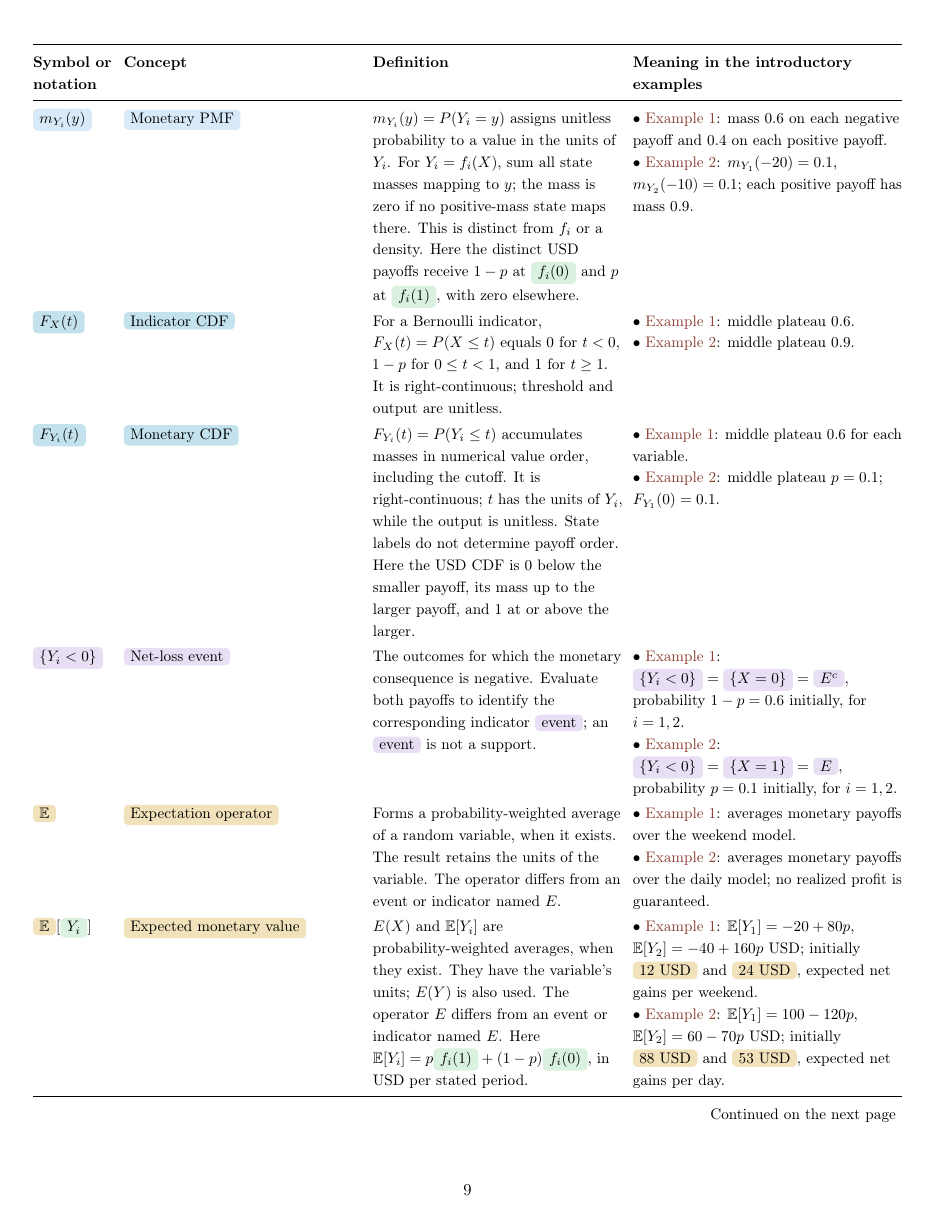 Symbol or notation | Concept | Definition | Meaning in the introductory examples
m_{Y_i}(y)
Monetary PMF
m_{Y_i}(y) = P(Y_i = y) assigns unitless
probability to a value in the units of
Y_i. For Y_i = f_i(X), sum all state
masses mapping to y; the mass is
zero if no positive-mass state maps
there. This is distinct from f_i or a
density. Here the distinct USD
payoffs receive 1 − p at f_i(0) and p
at f_i(1), with zero elsewhere.
• Example 1: mass 0.6 on each negative
payoff and 0.4 on each positive payoff.
• Example 2: m_{Y_1}(−20) = 0.1,
m_{Y_2}(−10) = 0.1; each positive payoff has
mass 0.9.
F_X(t)
Indicator CDF
For a Bernoulli indicator,
F_X(t) = P(X ≤ t) equals 0 for t < 0,
1 − p for 0 ≤ t < 1, and 1 for t ≥ 1.
It is right-continuous; threshold and
output are unitless.
• Example 1: middle plateau 0.6.
• Example 2: middle plateau 0.9.
F_{Y_i}(t)
Monetary CDF
F_{Y_i}(t) = P(Y_i ≤ t) accumulates
masses in numerical value order,
including the cutoff. It is
right-continuous; t has the units of Y_i,
while the output is unitless. State
labels do not determine payoff order.
Here the USD CDF is 0 below the
smaller payoff, its mass up to the
larger payoff, and 1 at or above the
larger.
• Example 1: middle plateau 0.6 for each
variable.
• Example 2: middle plateau p = 0.1;
F_{Y_1}(0) = 0.1.
{Y_i < 0}
Net-loss event
The outcomes for which the monetary
consequence is negative. Evaluate
both payoffs to identify the
corresponding indicator event; an
event is not a support.
• Example 1:
{Y_i < 0} = {X = 0} = E^c,
probability 1 − p = 0.6 initially, for
i = 1, 2.
• Example 2:
{Y_i < 0} = {X = 1} = E,
probability p = 0.1 initially, for i = 1, 2.
𝔼
Expectation operator
Forms a probability-weighted average
of a random variable, when it exists.
The result retains the units of the
variable. The operator differs from an
event or indicator named E.
• Example 1: averages monetary payoffs
over the weekend model.
• Example 2: averages monetary payoffs
over the daily model; no realized profit is
guaranteed.
𝔼[Y_i]
Expected monetary value
E(X) and 𝔼[Y_i] are
probability-weighted averages, when
they exist. They have the variable's
units; E(Y) is also used. The
operator E differs from an event or
indicator named E. Here
𝔼[Y_i] = p f_i(1) + (1 − p) f_i(0), in
USD per stated period.
• Example 1: 𝔼[Y_1] = −20 + 80p,
𝔼[Y_2] = −40 + 160p USD; initially
12 USD and 24 USD, expected net
gains per weekend.
• Example 2: 𝔼[Y_1] = 100 − 120p,
𝔼[Y_2] = 60 − 70p USD; initially
88 USD and 53 USD, expected net
gains per day.
Continued on the next page
9